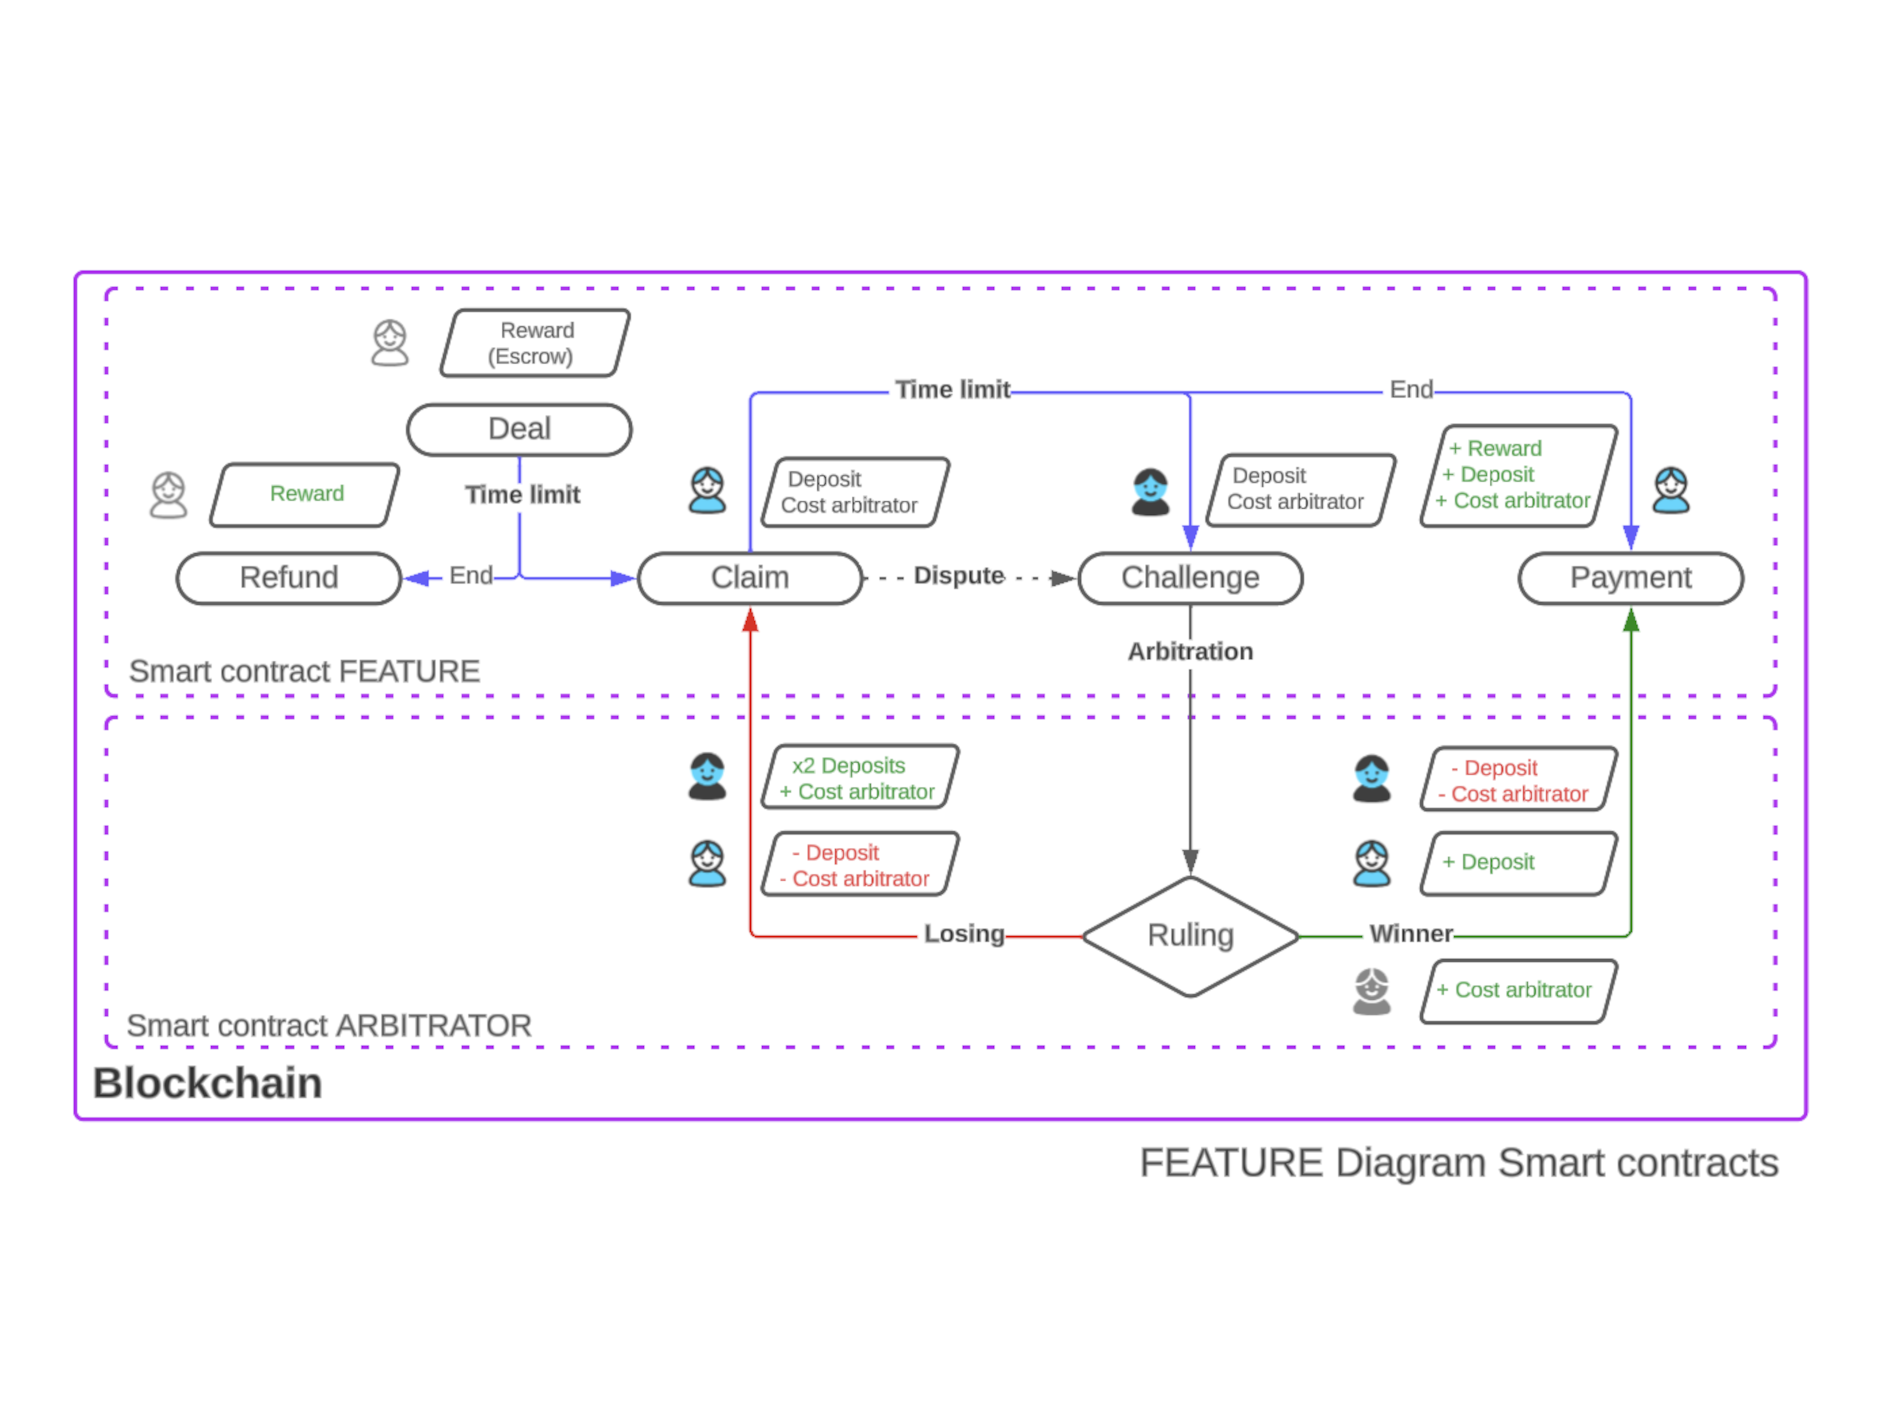 Reward
(Escrow)
Deal
Time limit
Reward
Refund
End
Time limit
End
Deposit
Cost arbitrator
Claim
Dispute
Deposit
Cost arbitrator
Challenge
+ Reward
+ Deposit
+ Cost arbitrator
Payment
Arbitration
Smart contract FEATURE
x2 Deposits
+ Cost arbitrator
- Deposit
- Cost arbitrator
Losing
Ruling
Winner
- Deposit
- Cost arbitrator
+ Deposit
+ Cost arbitrator
Smart contract ARBITRATOR
Blockchain
FEATURE Diagram Smart contracts